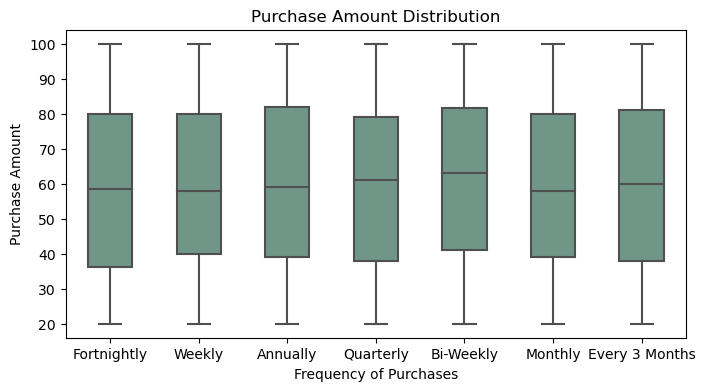 Purchase Amount Distribution
Purchase Amount
100
90
80
70
60
50
40
30
20
Fortnightly Weekly Annually Quarterly Bi-Weekly Monthly Every 3 Months
Frequency of Purchases